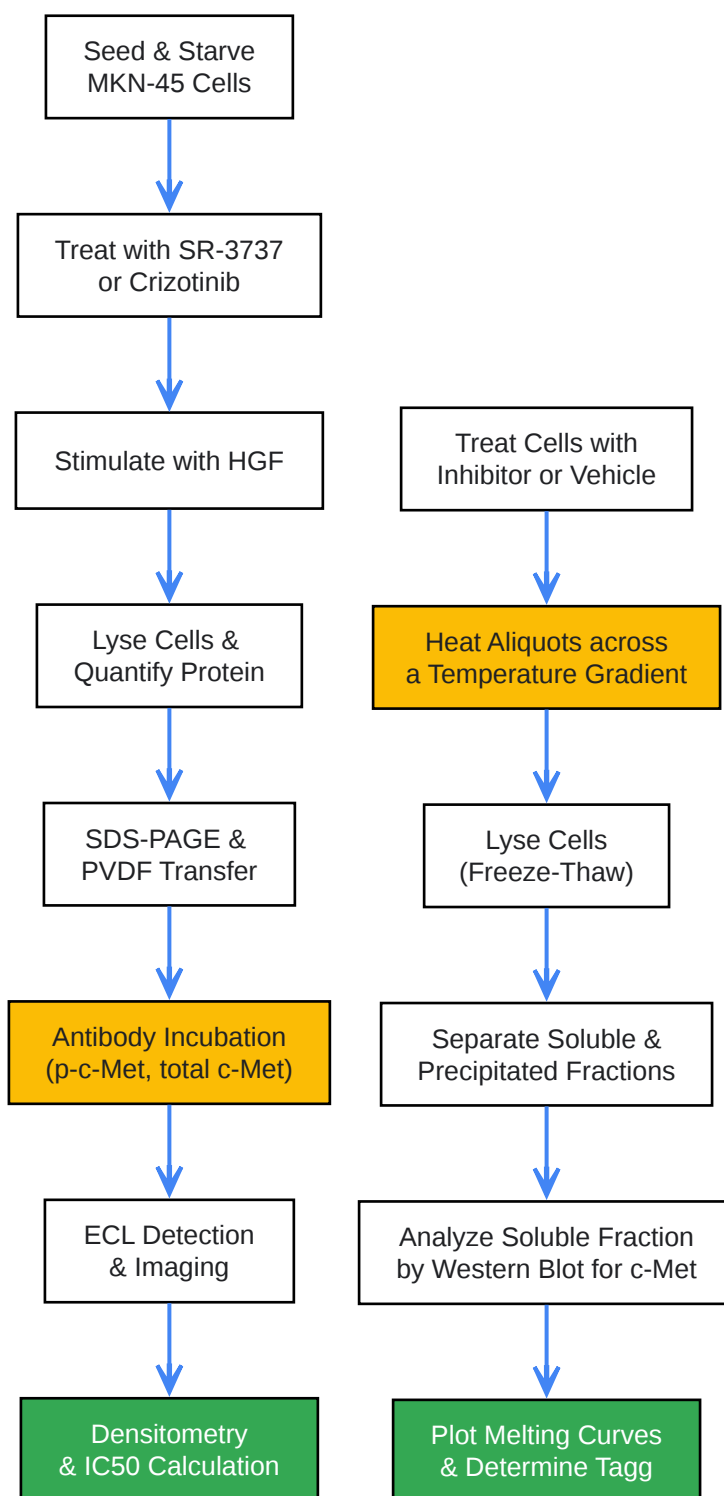 Seed & Starve
MKN-45 Cells
Treat with SR-3737
or Crizotinib
Stimulate with HGF
Lyse Cells &
Quantify Protein
SDS-PAGE &
PVDF Transfer
Antibody Incubation
(p-c-Met, total c-Met)
ECL Detection
& Imaging
Densitometry
& IC50 Calculation
Treat Cells with
Inhibitor or Vehicle
Heat Aliquots across
a Temperature Gradient
Lyse Cells
(Freeze-Thaw)
Separate Soluble &
Precipitated Fractions
Analyze Soluble Fraction
by Western Blot for c-Met
Plot Melting Curves
& Determine Tagg